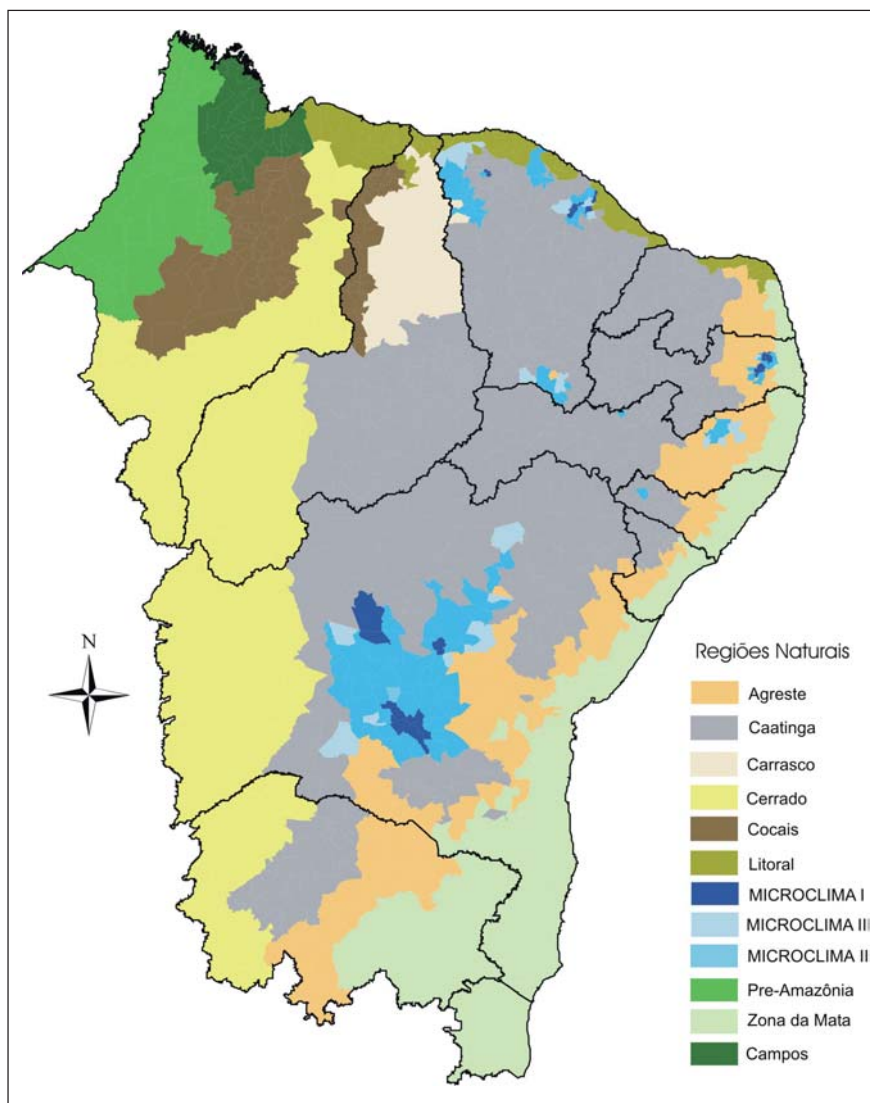 N
Regiões Naturais
Agreste
Caatinga
Carrasco
Cerrado
Cocais
Litoral
MICROCLIMA I
MICROCLIMA III
MICROCLIMA II
Pre-Amazônia
Zona da Mata
Campos